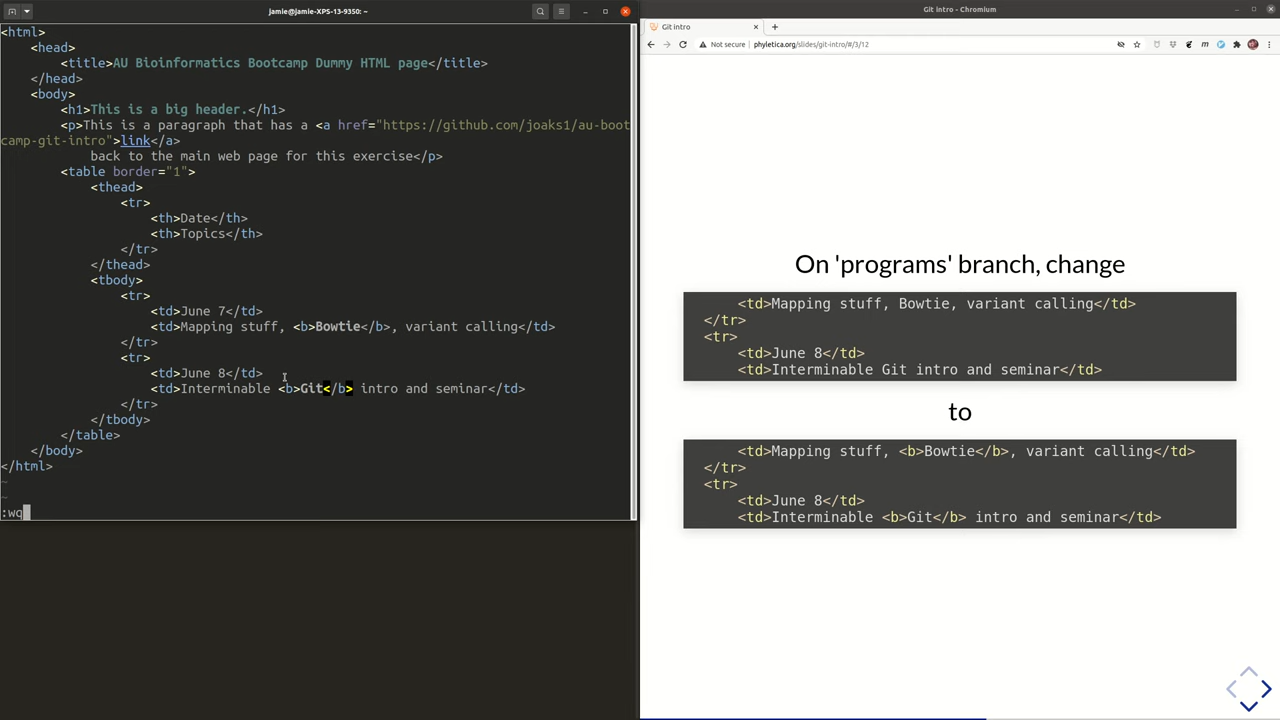 jamie@jamie-XPS-13-9350: ~
<html>
<head>
<title>AU Bioinformatics Bootcamp Dummy HTML page</title>
</head>
<body>
<h1>This is a big header.</h1>
<p>This is a paragraph that has a <a href="https://github.com/joaks1/au-boot
camp-git-intro">link</a>
back to the main web page for this exercise</p>
<table border="1">
<thead>
<tr>
<th>Date</th>
<th>Topics</th>
</tr>
</thead>
<tbody>
<tr>
<td>June 7</td>
<td>Mapping stuff, <b>Bowtie</b>, variant calling</td>
</tr>
<tr>
<td>June 8</td>
<td>Interminable <b>Git</b> intro and seminar</td>
</tr>
</tbody>
</table>
</body>
</html>
~
~
:wq
Git intro - Chromium
Git intro
Not secure
phyletica.org/slides/git-intro/#/3/12
On 'programs' branch, change
<td>Mapping stuff, Bowtie, variant calling</td>
</tr>
<tr>
<td>June 8</td>
<td>Interminable Git intro and seminar</td>
to
<td>Mapping stuff, <b>Bowtie</b>, variant calling</td>
</tr>
<tr>
<td>June 8</td>
<td>Interminable <b>Git</b> intro and seminar</td>